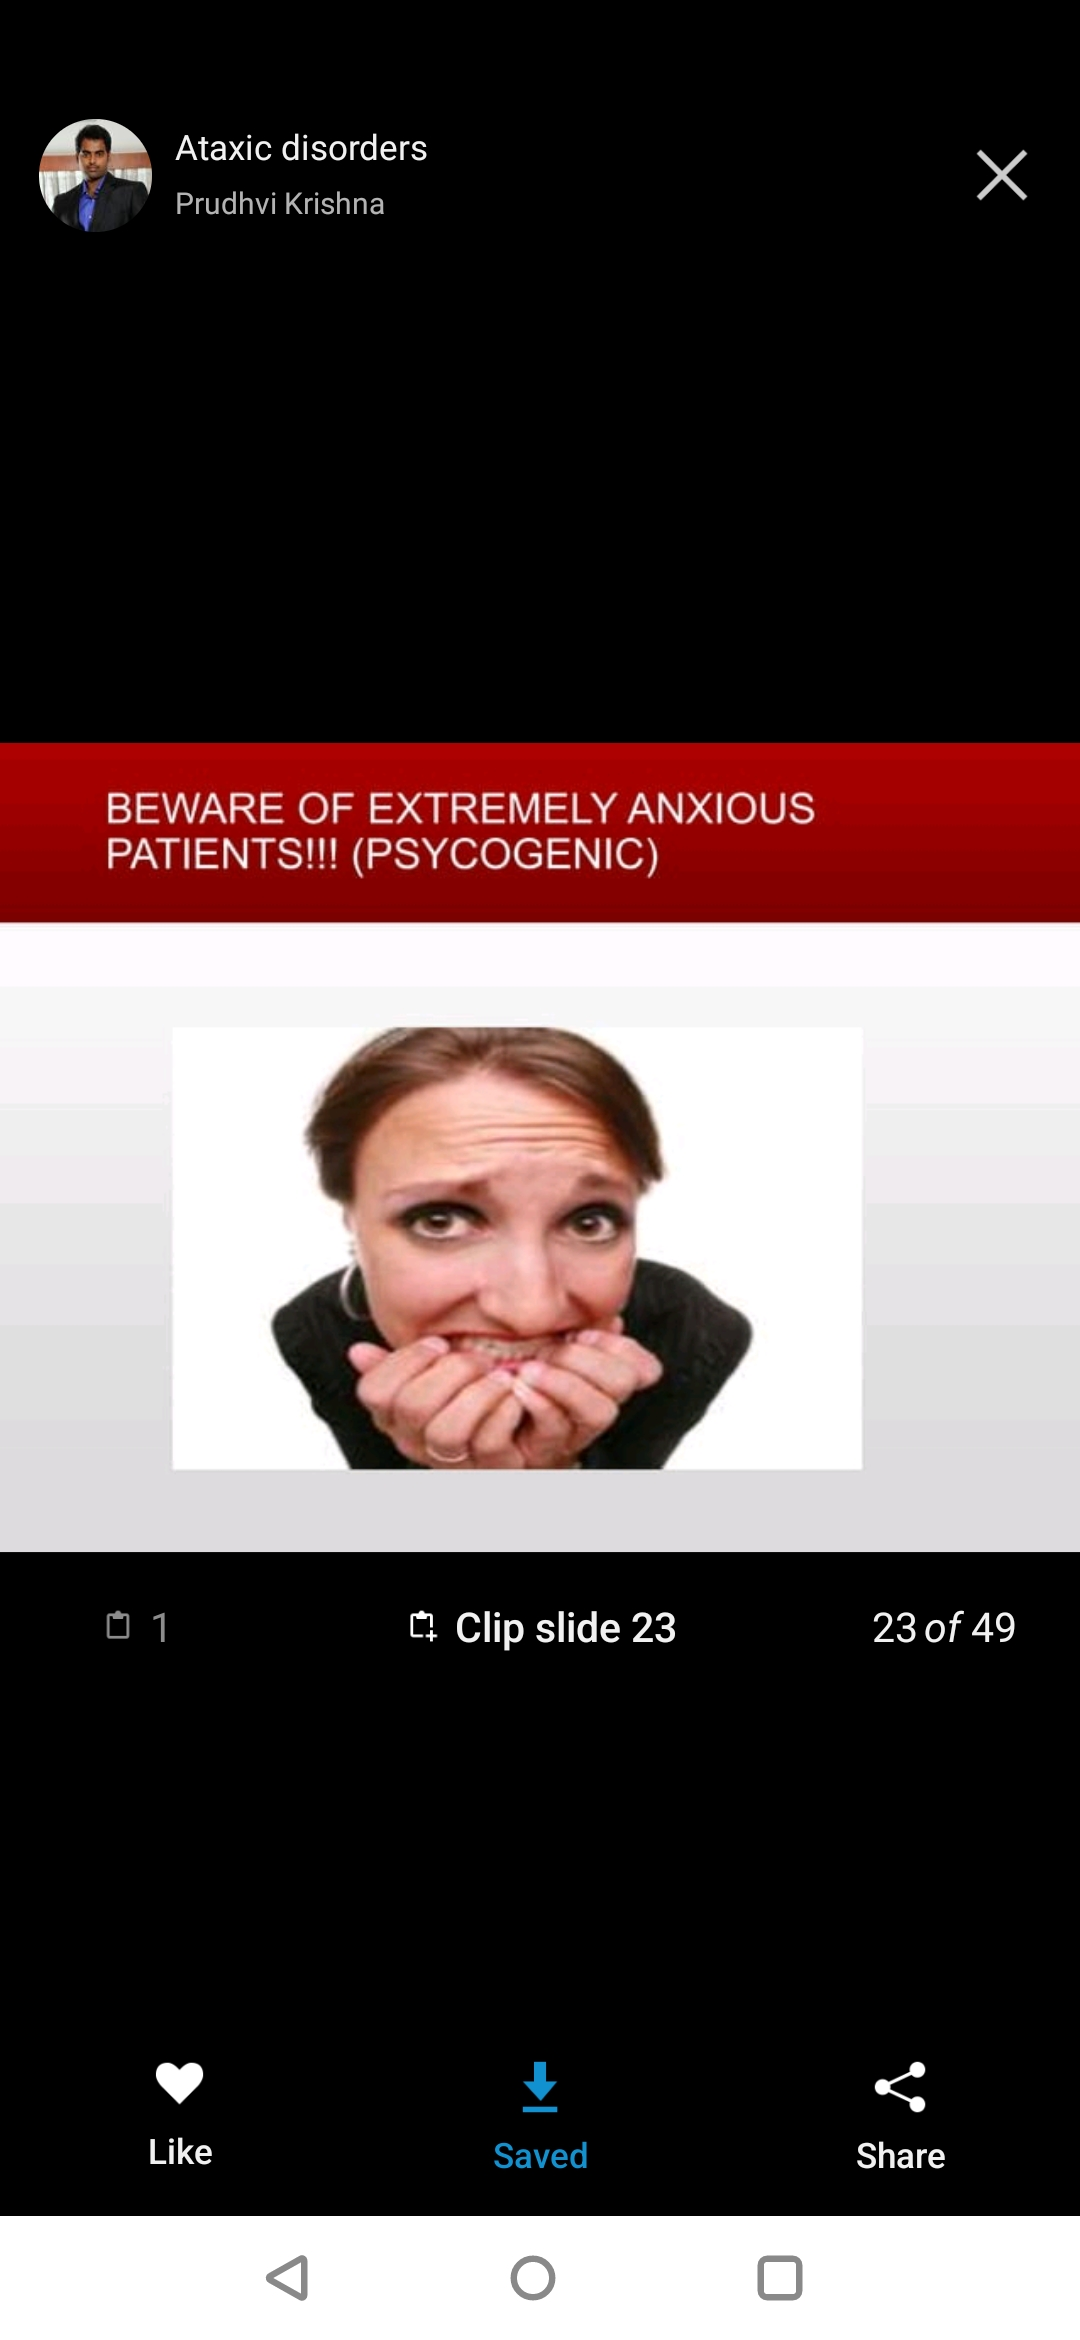 Ataxic disorders
Prudhvi Krishna
BEWARE OF EXTREMELY ANXIOUS
PATIENTS!!! (PSYCOGENIC)
1
Clip slide 23
23 of 49
Like
Saved
Share